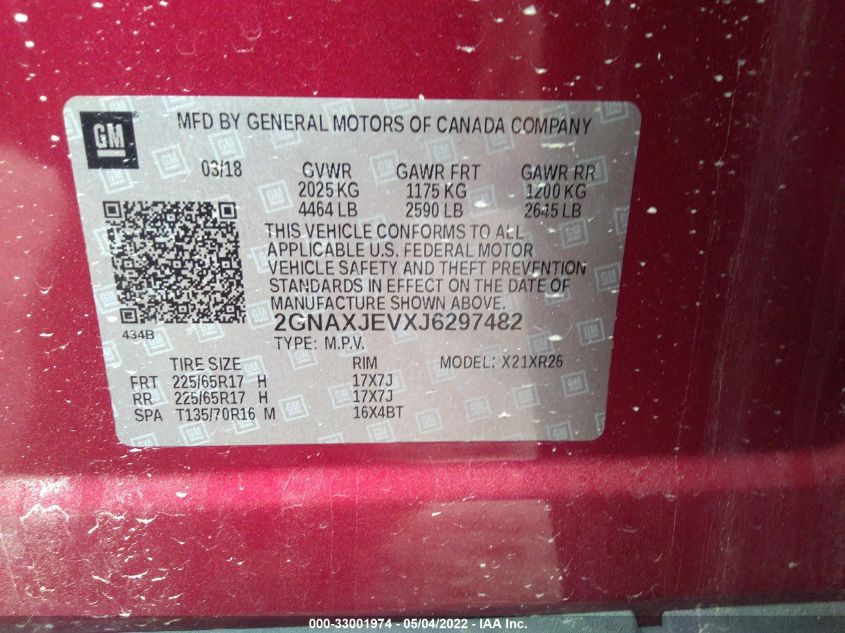 GM MFD BY GENERAL MOTORS OF CANADA COMPANY
03/18 GVWR GAWR FRT GAWR RR
2025 KG 1175 KG 1200 KG
4464 LB 2590 LB 2645 LB
THIS VEHICLE CONFORMS TO ALL
APPLICABLE U.S. FEDERAL MOTOR
VEHICLE SAFETY AND THEFT PREVENTION
STANDARDS IN EFFECT ON THE DATE OF
MANUFACTURE SHOWN ABOVE.
434B 2GNAXJEVXJ6297482
TYPE: M.P.V.
TIRE SIZE RIM MODEL: X21XR26
FRT 225/65R17 H 17X7J
RR 225/65R17 H 17X7J
SPA T135/70R16 M 16X4BT
000-33001974 - 05/04/2022 - IAA Inc.